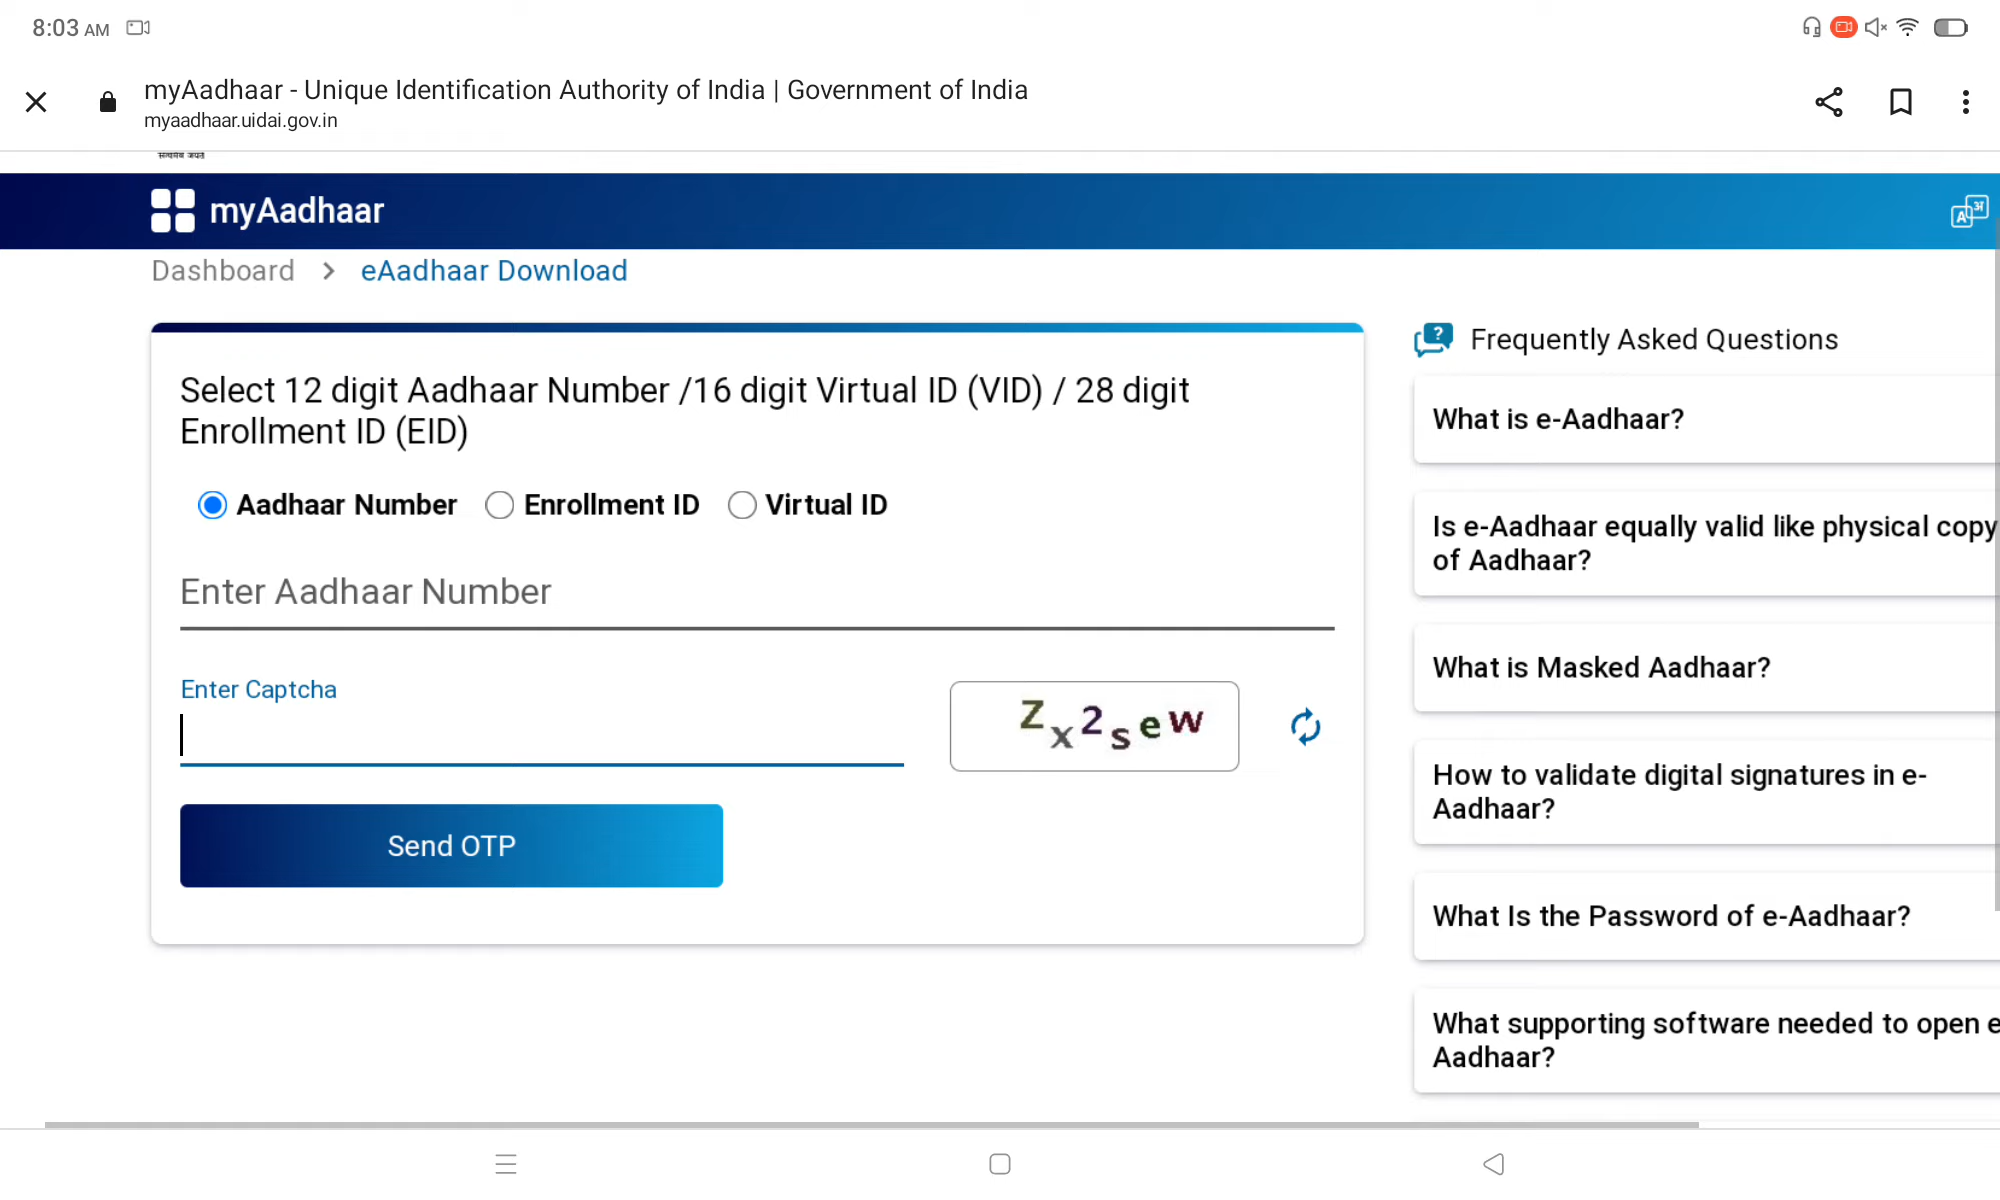 8:03 AM
myAadhaar - Unique Identification Authority of India | Government of India
myaadhaar.uidai.gov.in
सत्यमेव जयते
myAadhaar
A अ
Dashboard > eAadhaar Download
Select 12 digit Aadhaar Number /16 digit Virtual ID (VID) / 28 digit
Enrollment ID (EID)
Aadhaar Number Enrollment ID Virtual ID
Enter Aadhaar Number
Enter Captcha
Zx2sew
Send OTP
? Frequently Asked Questions
What is e-Aadhaar?
Is e-Aadhaar equally valid like physical copy
of Aadhaar?
What is Masked Aadhaar?
How to validate digital signatures in e-
Aadhaar?
What Is the Password of e-Aadhaar?
What supporting software needed to open e
Aadhaar?